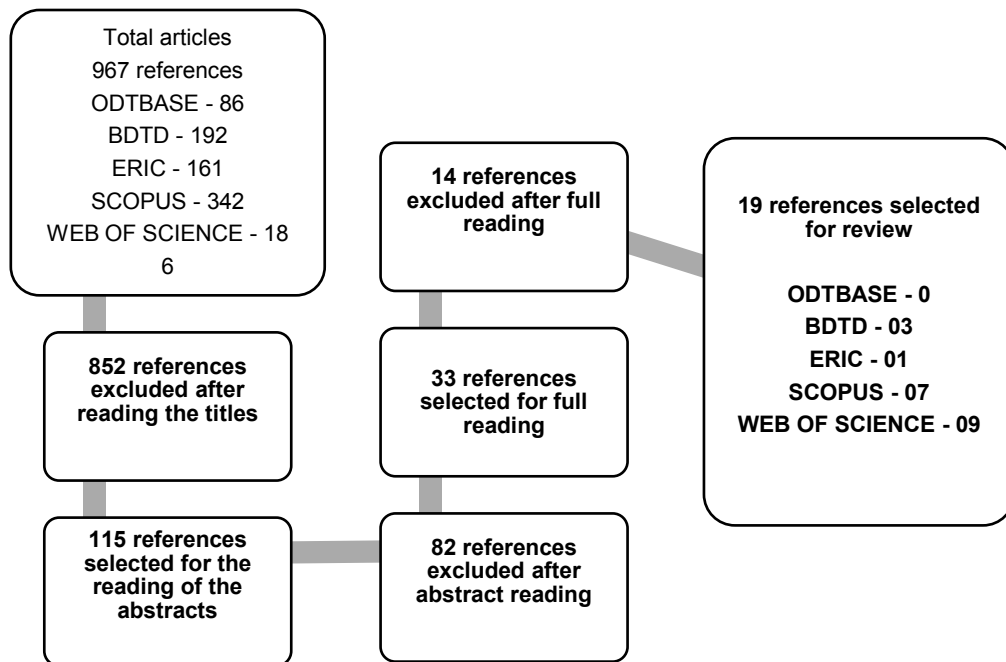 Total articles
967 references
ODTBASE - 86
BDTD - 192
ERIC - 161
SCOPUS - 342
WEB OF SCIENCE - 18
6
852 references
excluded after
reading the titles
115 references
selected for the
reading of the
abstracts
82 references
excluded after
abstract reading
33 references
selected for full
reading
14 references
excluded after full
reading
19 references selected
for review
ODTBASE - 0
BDTD - 03
ERIC - 01
SCOPUS - 07
WEB OF SCIENCE - 09